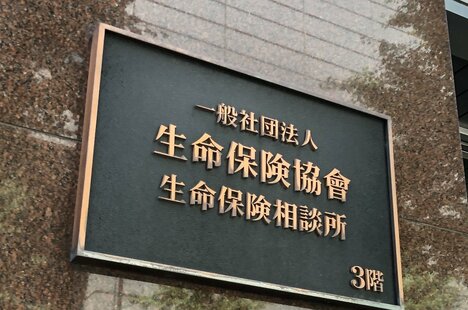 一般社団法人
生命保険協會
生命保険相談所
3階